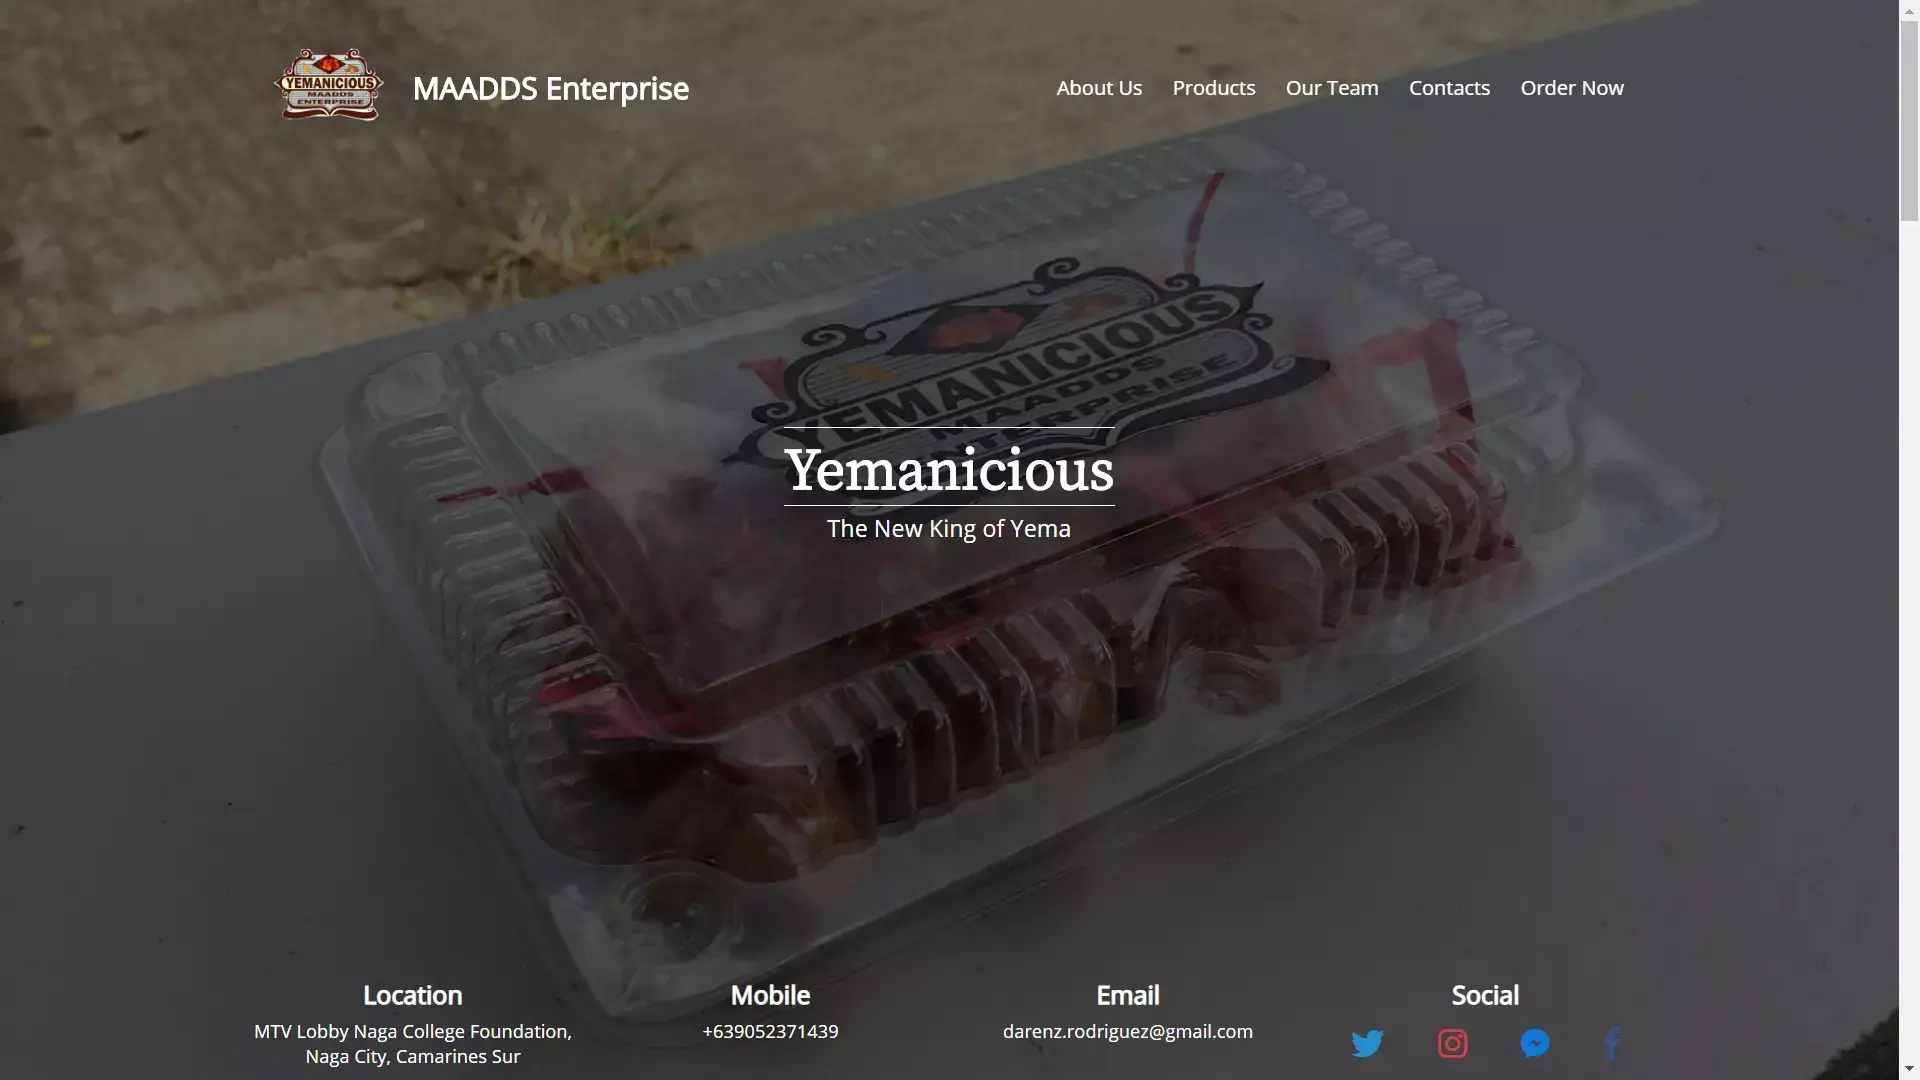 YEMANICIOUS
MAADDS
ENTERPRISE
MAADDS Enterprise
About Us
Products
Our Team
Contacts
Order Now
YEMANICIOUS
MAADDS
ENTERPRISE
Yemanicious
The New King of Yema
Location
MTV Lobby Naga College Foundation,
Naga City, Camarines Sur
Mobile
+639052371439
Email
darenz.rodriguez@gmail.com
Social